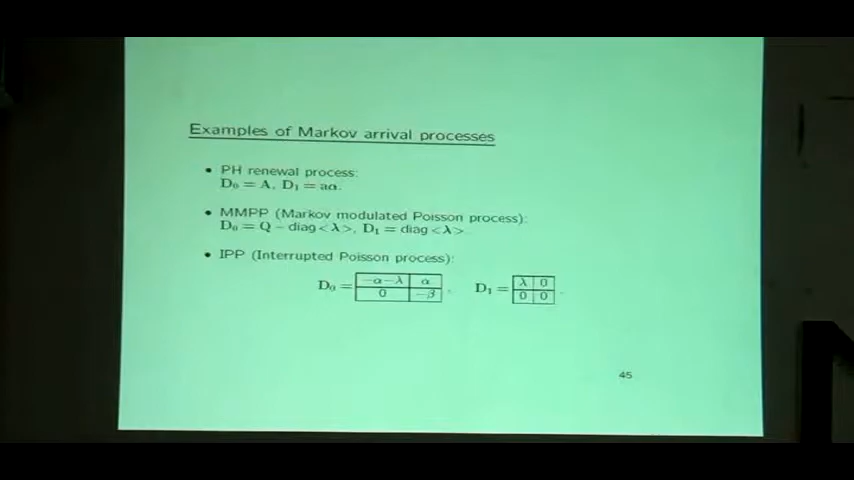 Examples of Markov arrival processes
• PH renewal process:
D₀ = A, D₁ = aα.
• MMPP (Markov modulated Poisson process):
D₀ = Q − diag<λ>, D₁ = diag<λ>.
• IPP (Interrupted Poisson process):
D₀ = −α−λ α , D₁ = λ 0 .
0 −β 0 0
45